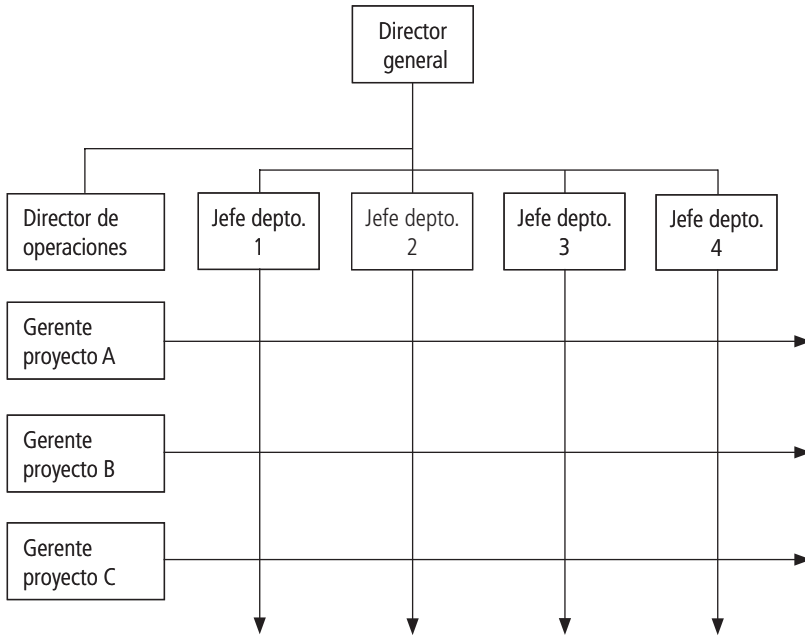 Director
general
Director de
operaciones
Jefe depto.
1
Jefe depto.
2
Jefe depto.
3
Jefe depto.
4
Gerente
proyecto A
Gerente
proyecto B
Gerente
proyecto C